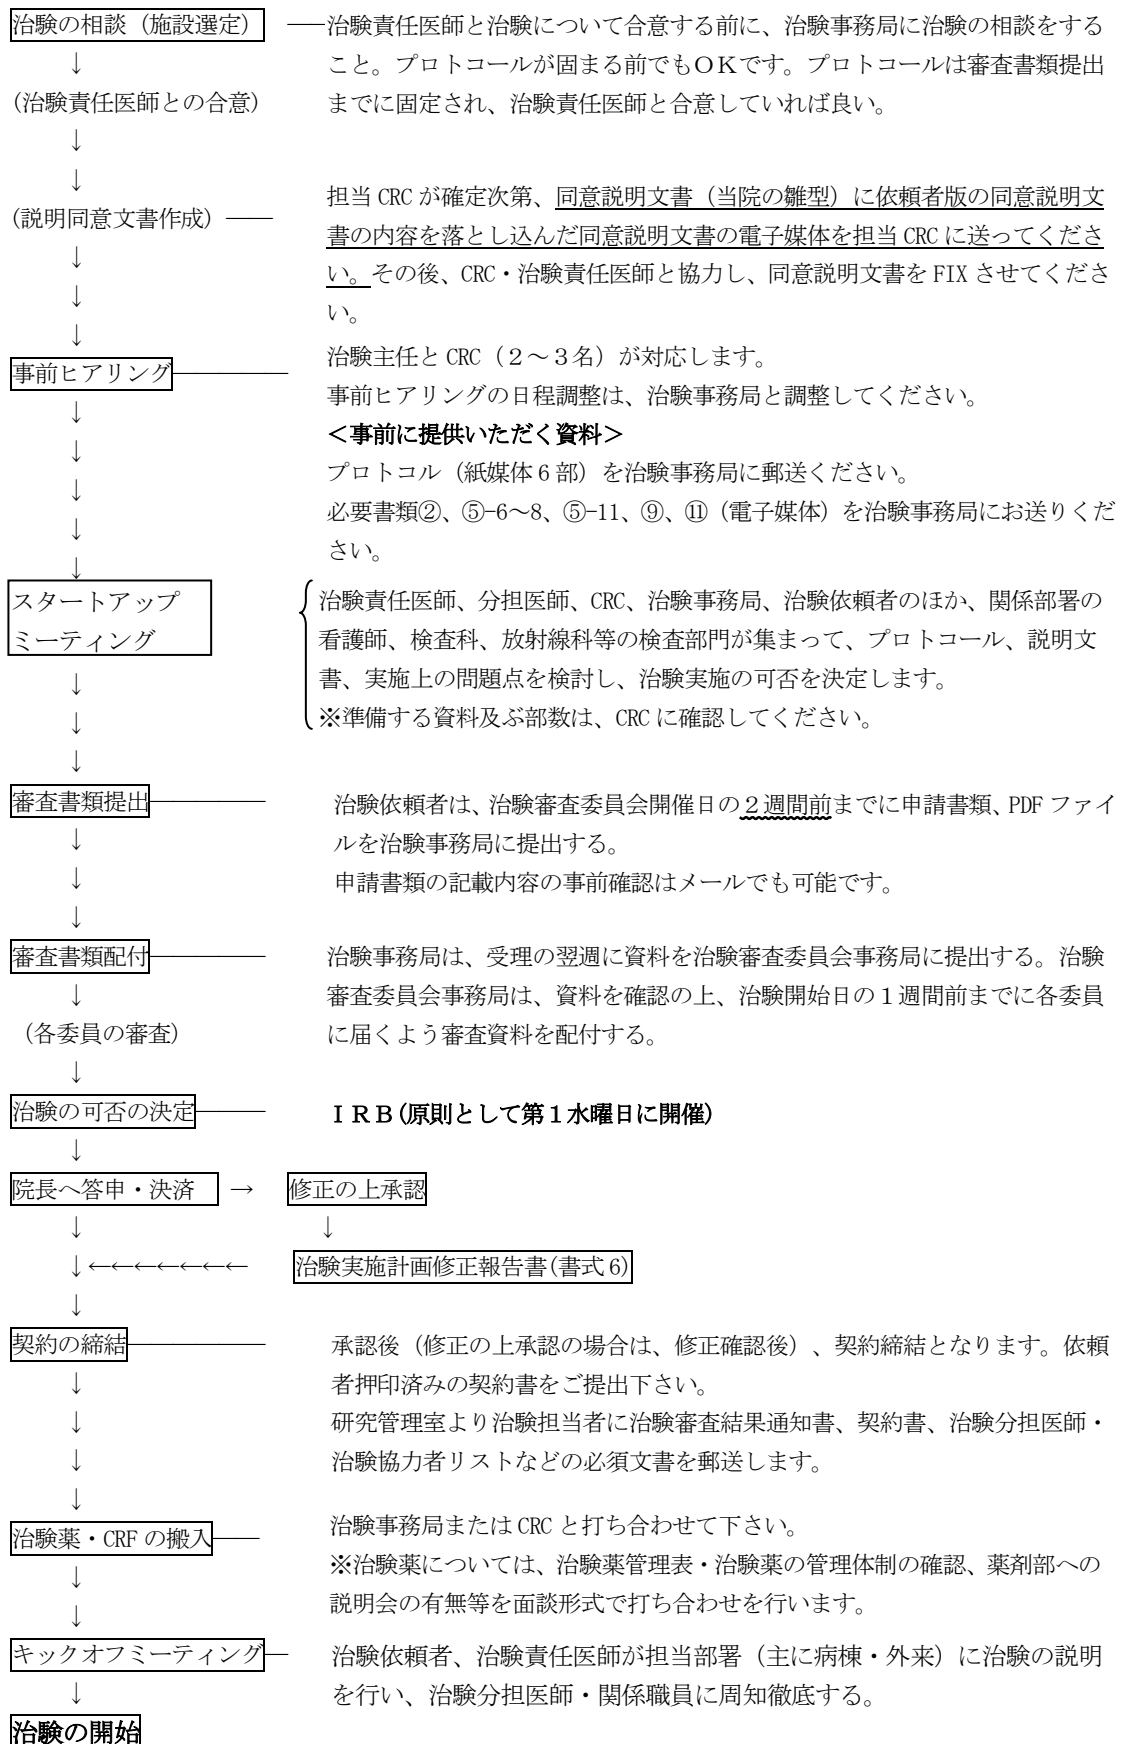 治験の相談（施設選定） ――治験責任医師と治験について合意する前に、治験事務局に治験の相談をする
↓ こと。プロトコールが固まる前でもＯＫです。プロトコールは審査書類提出
(治験責任医師との合意) までに固定され、治験責任医師と合意していれば良い。
↓
↓
担当 CRC が確定次第、同意説明文書（当院の雛型）に依頼者版の同意説明文
(説明同意文書作成) ――
書の内容を落とし込んだ同意説明文書の電子媒体を担当 CRC に送ってくださ
↓
い。その後、CRC・治験責任医師と協力し、同意説明文書を FIX させてくださ
↓
い。
↓
治験主任と CRC（２～３名）が対応します。
事前ヒアリング―――――
事前ヒアリングの日程調整は、治験事務局と調整してください。
↓
＜事前に提供いただく資料＞
↓
プロトコル（紙媒体 6 部）を治験事務局に郵送ください。
↓
必要書類②、⑤-6～8、⑤-11、⑨、⑪（電子媒体）を治験事務局にお送りくだ
↓
さい。
↓
スタートアップ 治験責任医師、分担医師、CRC、治験事務局、治験依頼者のほか、関係部署の
ミーティング 看護師、検査科、放射線科等の検査部門が集まって、プロトコール、説明文
↓ 書、実施上の問題点を検討し、治験実施の可否を決定します。
↓ ※準備する資料及ぶ部数は、CRC に確認してください。
↓
審査書類提出――――― 治験依頼者は、治験審査委員会開催日の２週間前までに申請書類、PDF ファイ
↓ ルを治験事務局に提出する。
↓ 申請書類の記載内容の事前確認はメールでも可能です。
↓
審査書類配付――――― 治験事務局は、受理の翌週に資料を治験審査委員会事務局に提出する。治験
↓ 審査委員会事務局は、資料を確認の上、治験開始日の１週間前までに各委員
（各委員の審査） に届くよう審査資料を配付する。
↓
治験の可否の決定――― ＩＲＢ(原則として第１水曜日に開催)
↓
院長へ答申・決済 → 修正の上承認
↓ ↓
↓←←←←←←← 治験実施計画修正報告書(書式 6)
↓
契約の締結―――――― 承認後（修正の上承認の場合は、修正確認後）、契約締結となります。依頼
↓ 者押印済みの契約書をご提出下さい。
↓ 研究管理室より治験担当者に治験審査結果通知書、契約書、治験分担医師・
↓ 治験協力者リストなどの必須文書を郵送します。
↓
治験薬・CRF の搬入―― 治験事務局または CRC と打ち合わせて下さい。
↓ ※治験薬については、治験薬管理表・治験薬の管理体制の確認、薬剤部への
↓ 説明会の有無等を面談形式で打ち合わせを行います。
キックオフミーティング― 治験依頼者、治験責任医師が担当部署（主に病棟・外来）に治験の説明
↓ を行い、治験分担医師・関係職員に周知徹底する。
治験の開始